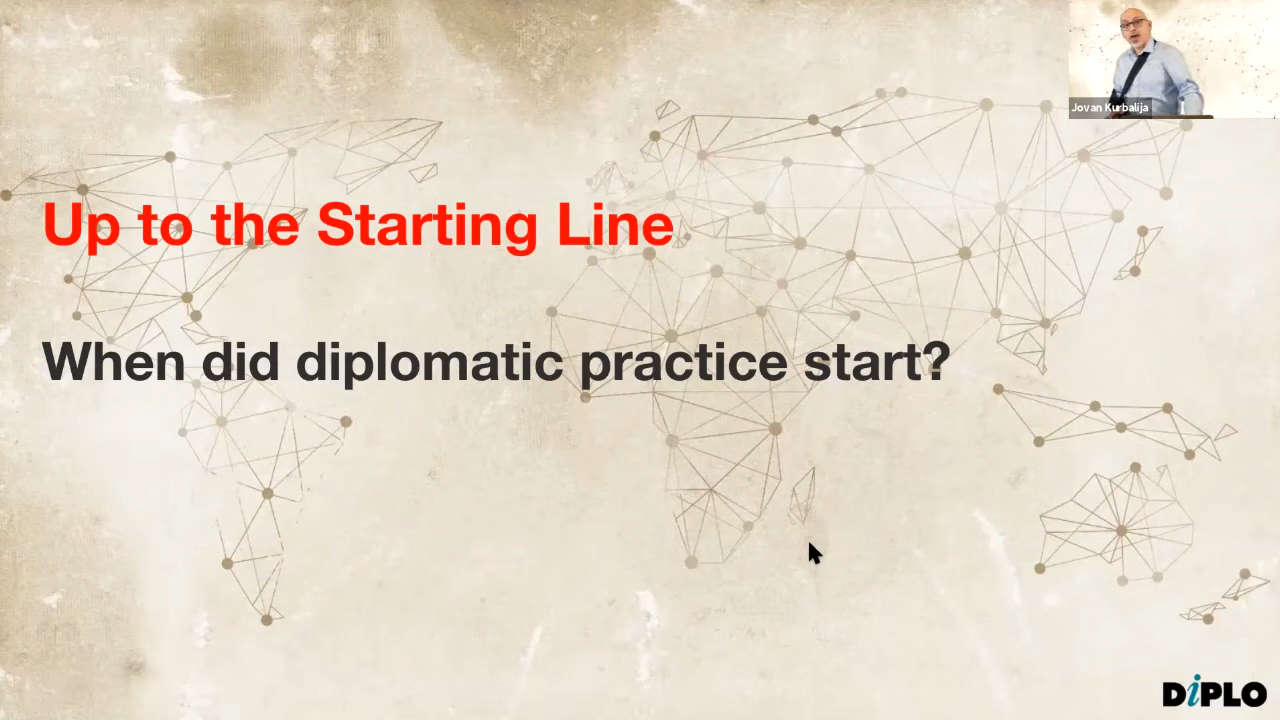 Jovan Kurbalija
Up to the Starting Line
When did diplomatic practice start?
DiPLO